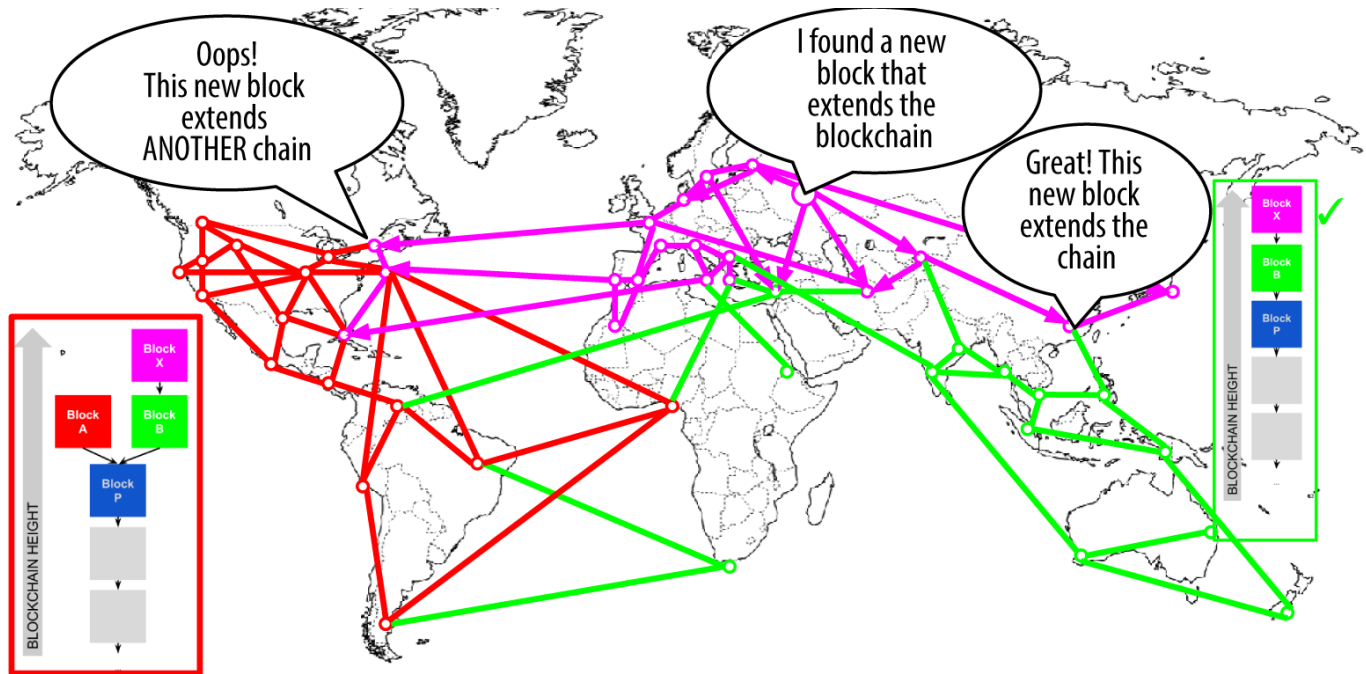 Oops!
This new block
extends
ANOTHER chain
I found a new
block that
extends the
blockchain
Great! This
new block
extends the
chain
BLOCKCHAIN HEIGHT
Block
X
Block
A
Block
B
Block
P
...
BLOCKCHAIN HEIGHT
Block
X
Block
B
Block
P
...